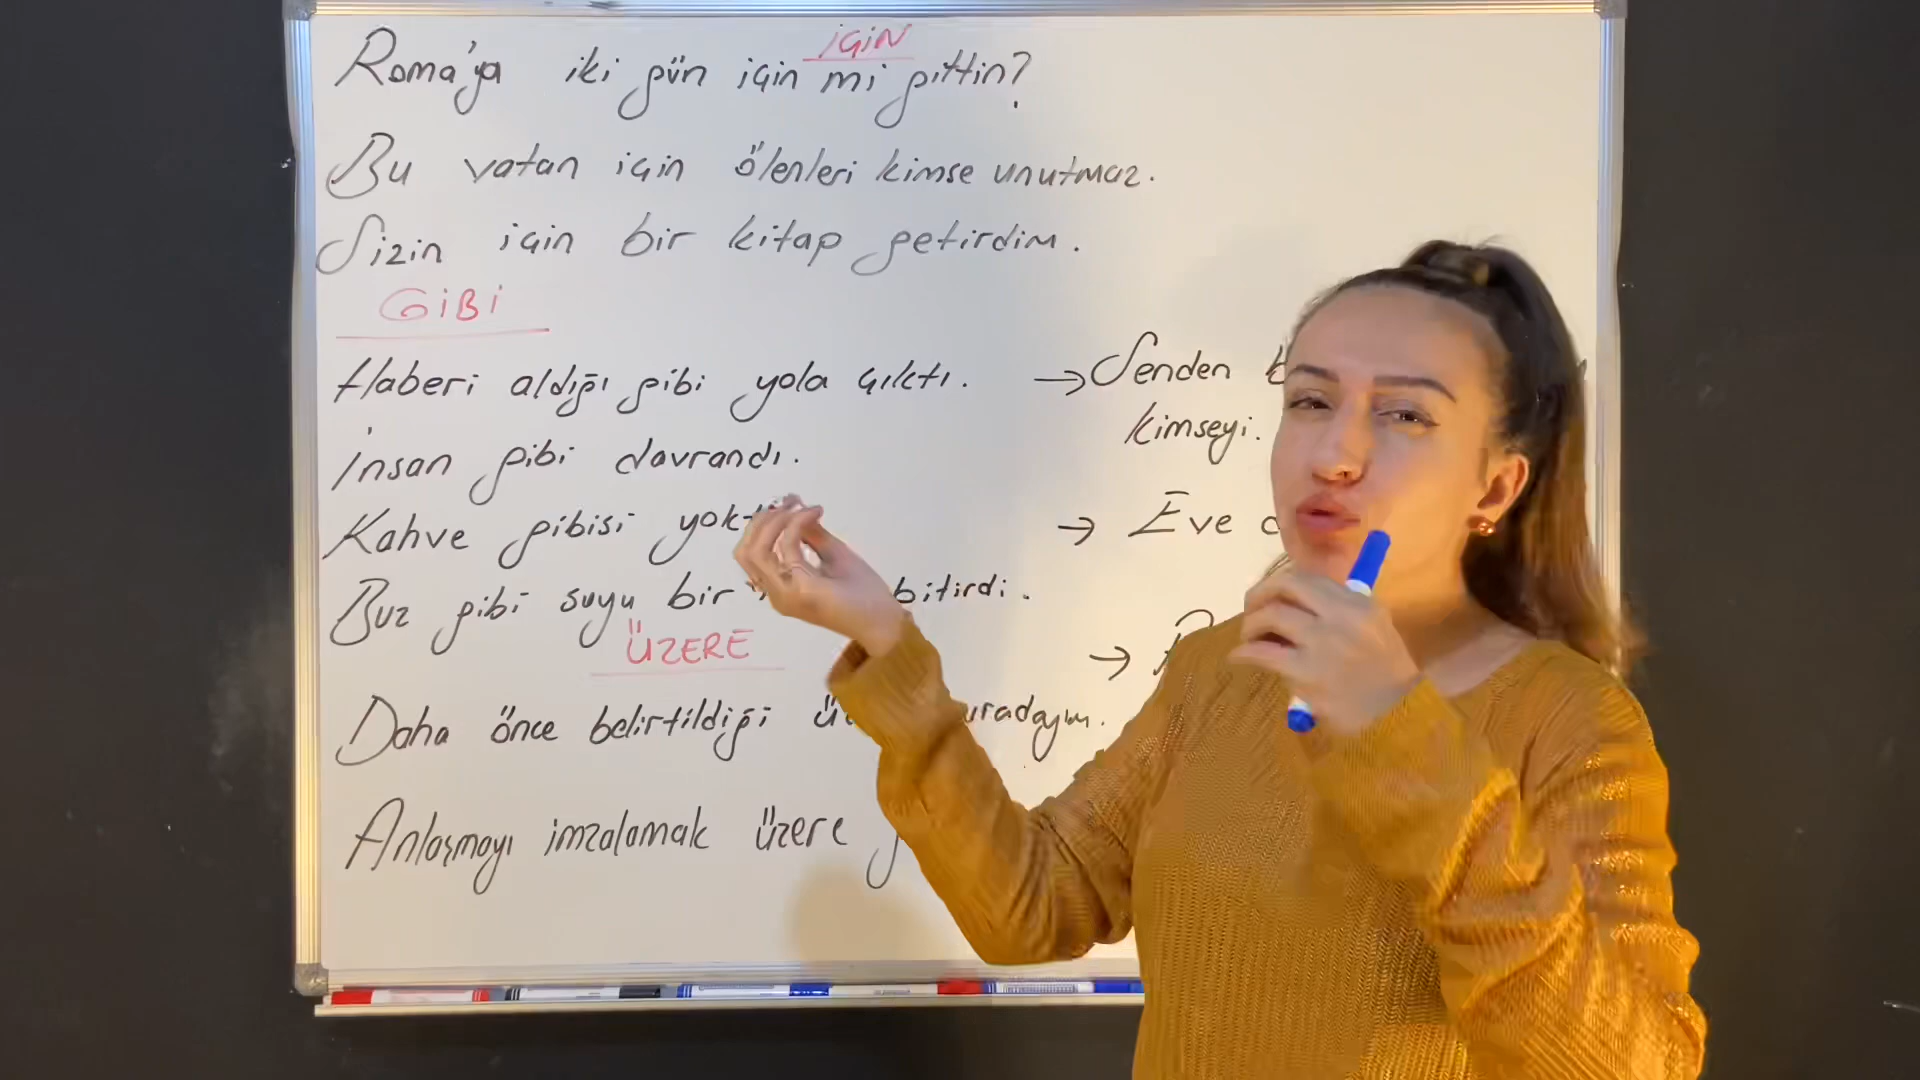 İÇİN
Roma'ya iki gün için mi gittin?
Bu vatan için ölenleri kimse unutmaz.
Sizin için bir kitap getirdim.
GİBİ
Haberi aldığı gibi yola çıktı.
İnsan gibi davrandı.
Kahve gibisi
Buz gibi suyu bir bitirdi.
ÜZERE
Daha önce belirtildiği
Anlaşmayı imzalamak üzere
→ Senden
kimseyi.
→ Eve
→